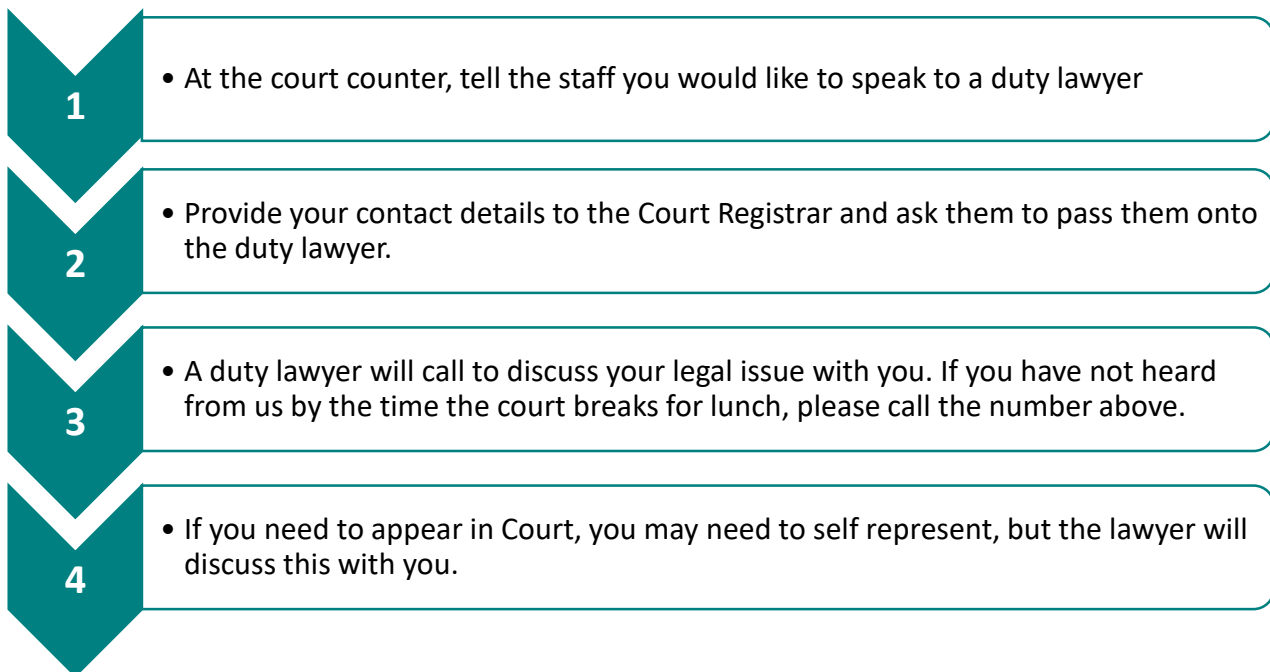 1
• At the court counter, tell the staff you would like to speak to a duty lawyer
2
• Provide your contact details to the Court Registrar and ask them to pass them onto
the duty lawyer.
3
• A duty lawyer will call to discuss your legal issue with you. If you have not heard
from us by the time the court breaks for lunch, please call the number above.
4
• If you need to appear in Court, you may need to self represent, but the lawyer will
discuss this with you.